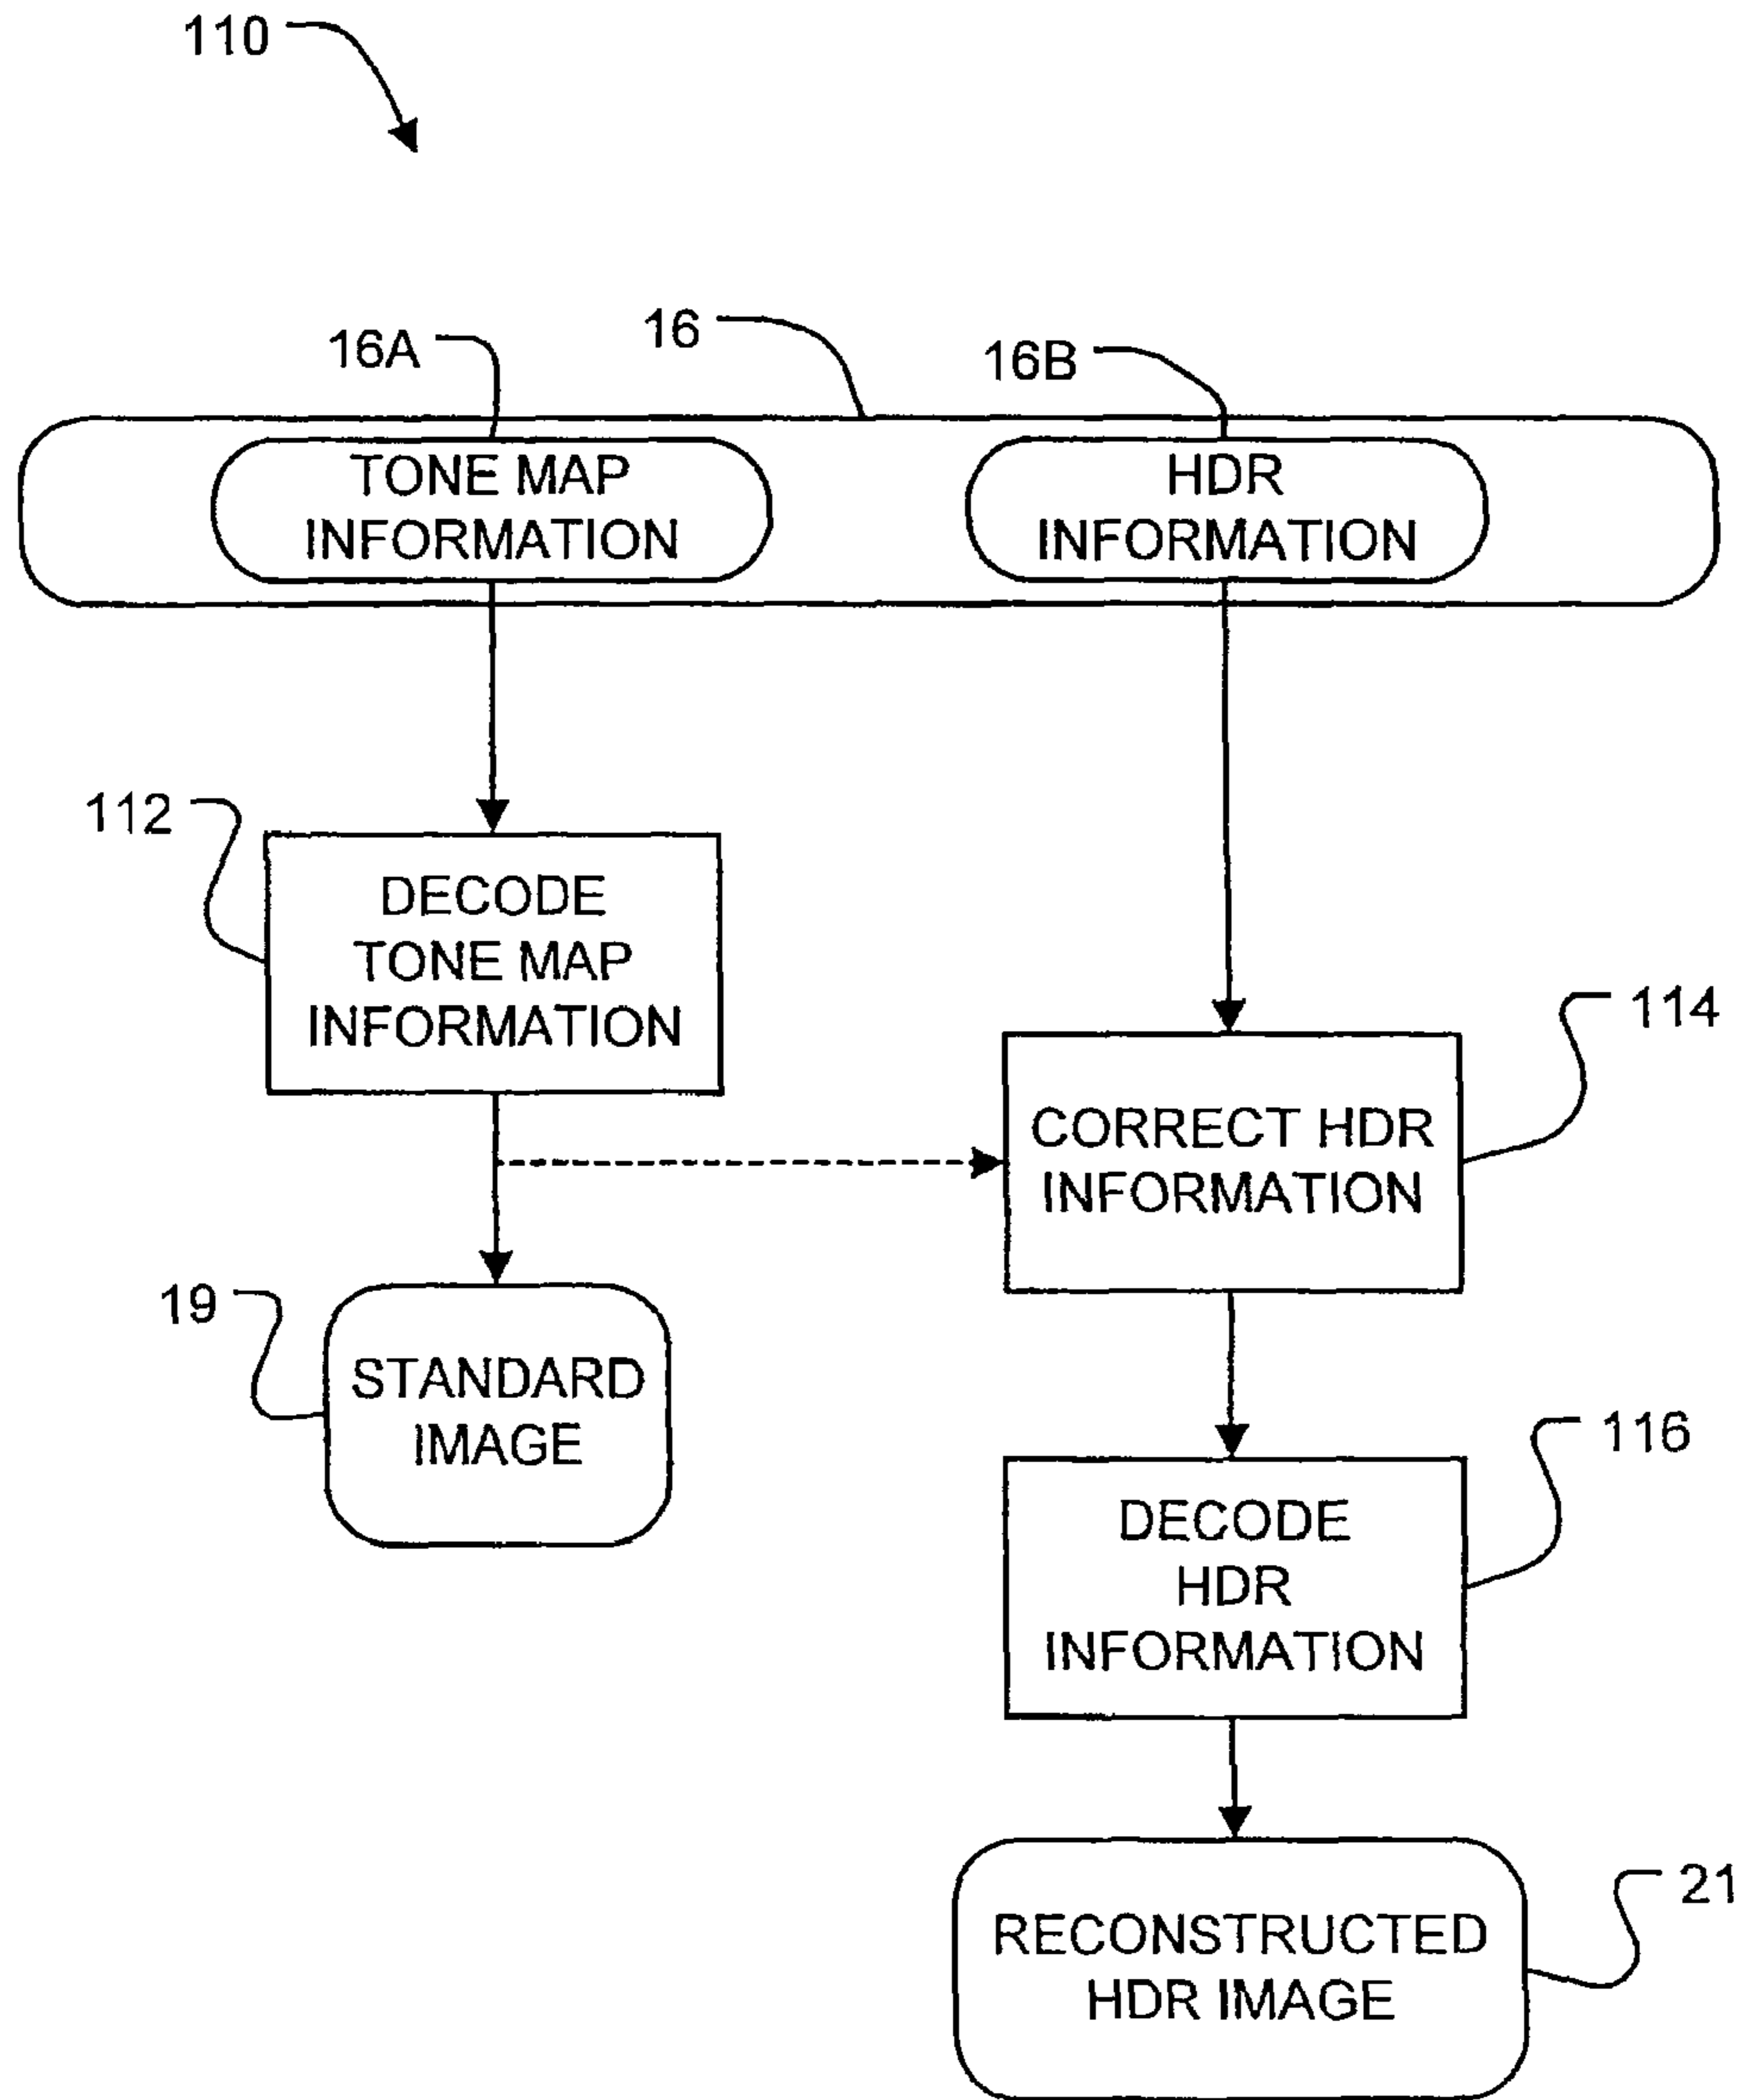 110
16A
16
16B
TONE MAP
INFORMATION
HDR
INFORMATION
112
DECODE
TONE MAP
INFORMATION
114
CORRECT HDR
INFORMATION
19
STANDARD
IMAGE
116
DECODE
HDR
INFORMATION
21
RECONSTRUCTED
HDR IMAGE